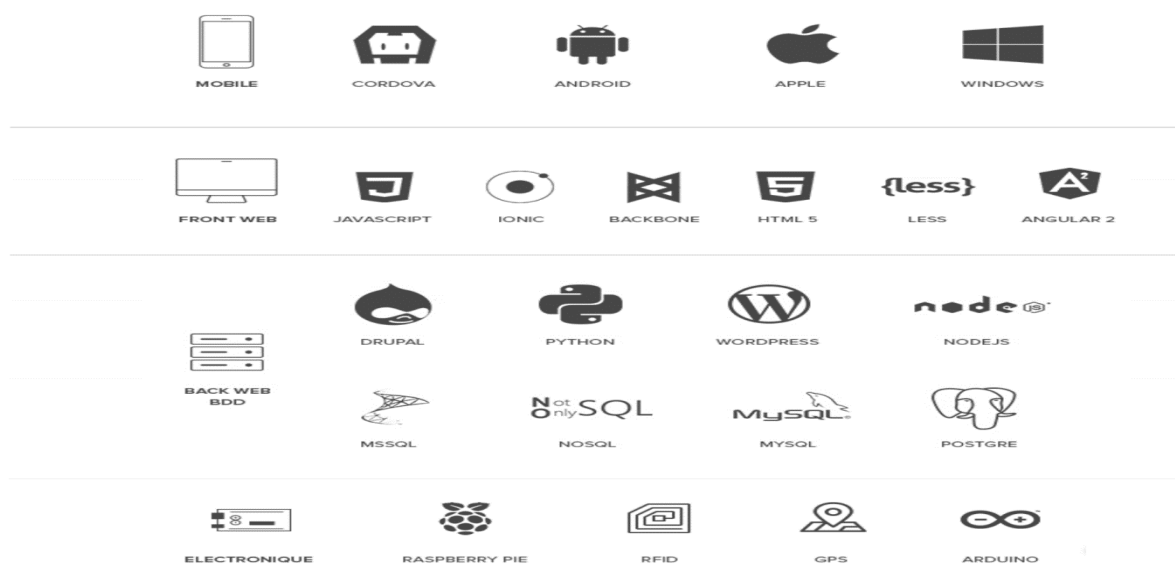 MOBILE CORDOVA ANDROID APPLE WINDOWS
{less}
A2
FRONT WEB JAVASCRIPT IONIC BACKBONE HTML 5 LESS ANGULAR 2
node JS
DRUPAL PYTHON WORDPRESS NODEJS
BACK WEB
BDD
Not Only SQL MySQL
MSSQL NOSQL MYSQL POSTGRE
ELECTRONIQUE RASPBERRY PIE RFID GPS ARDUINO